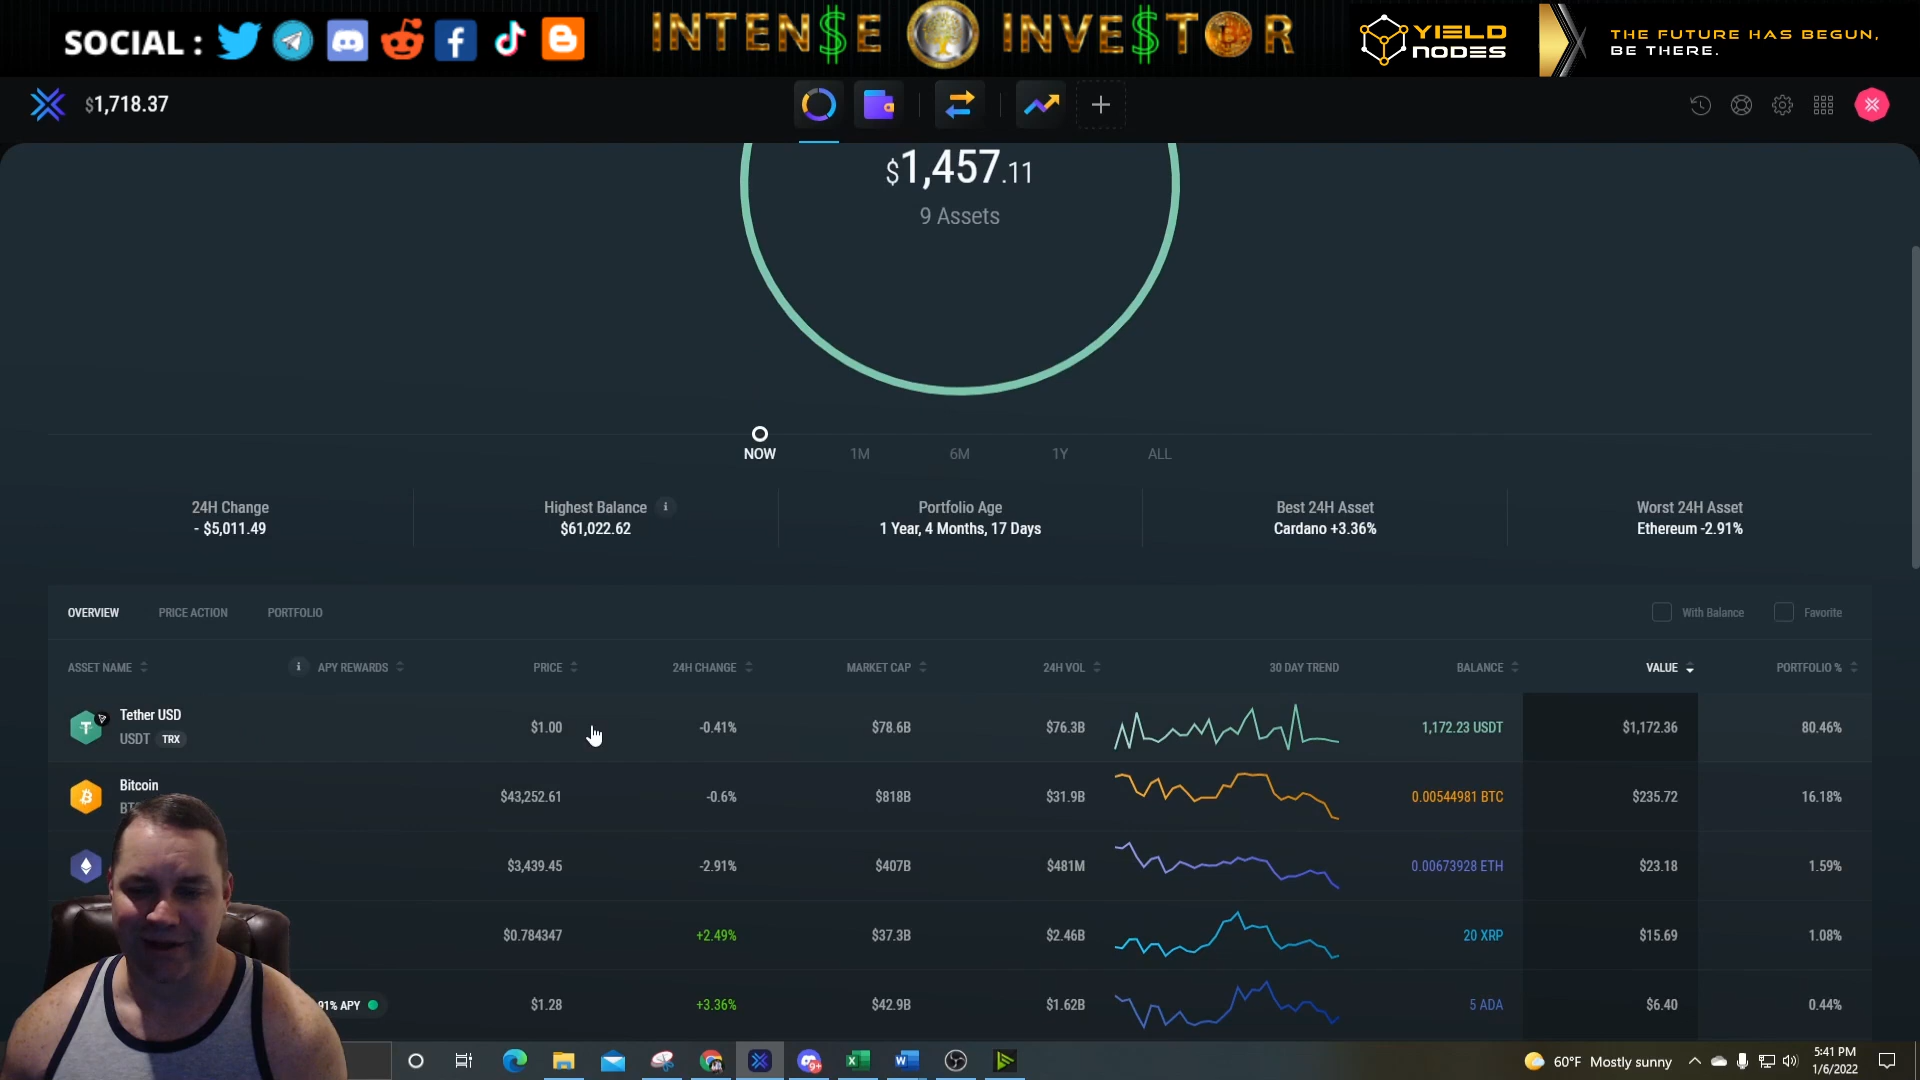 SOCIAL :
INTEN$E INVE$TOR
YIELD NODES
THE FUTURE HAS BEGUN,
BE THERE.
$1,718.37
$1,457.11
9 Assets
NOW 1M 6M 1Y ALL
24H Change Highest Balance i Portfolio Age Best 24H Asset Worst 24H Asset
- $5,011.49 $61,022.62 1 Year, 4 Months, 17 Days Cardano +3.36% Ethereum -2.91%
OVERVIEW PRICE ACTION PORTFOLIO With Balance Favorite
ASSET NAME i APY REWARDS PRICE 24H CHANGE MARKET CAP 24H VOL 30 DAY TREND BALANCE VALUE PORTFOLIO %
Tether USD
USDT TRX $1.00 -0.41% $78.6B $76.3B 1,172.23 USDT $1,172.36 80.46%
Bitcoin
$43,252.61 -0.6% $818B $31.9B 0.00544981 BTC $235.72 16.18%
$3,439.45 -2.91% $407B $481M 0.00673928 ETH $23.18 1.59%
$0.784347 +2.49% $37.3B $2.46B 20 XRP $15.69 1.08%
91% APY $1.28 +3.36% $42.9B $1.62B 5 ADA $6.40 0.44%
60°F Mostly sunny 5:41 PM
1/6/2022